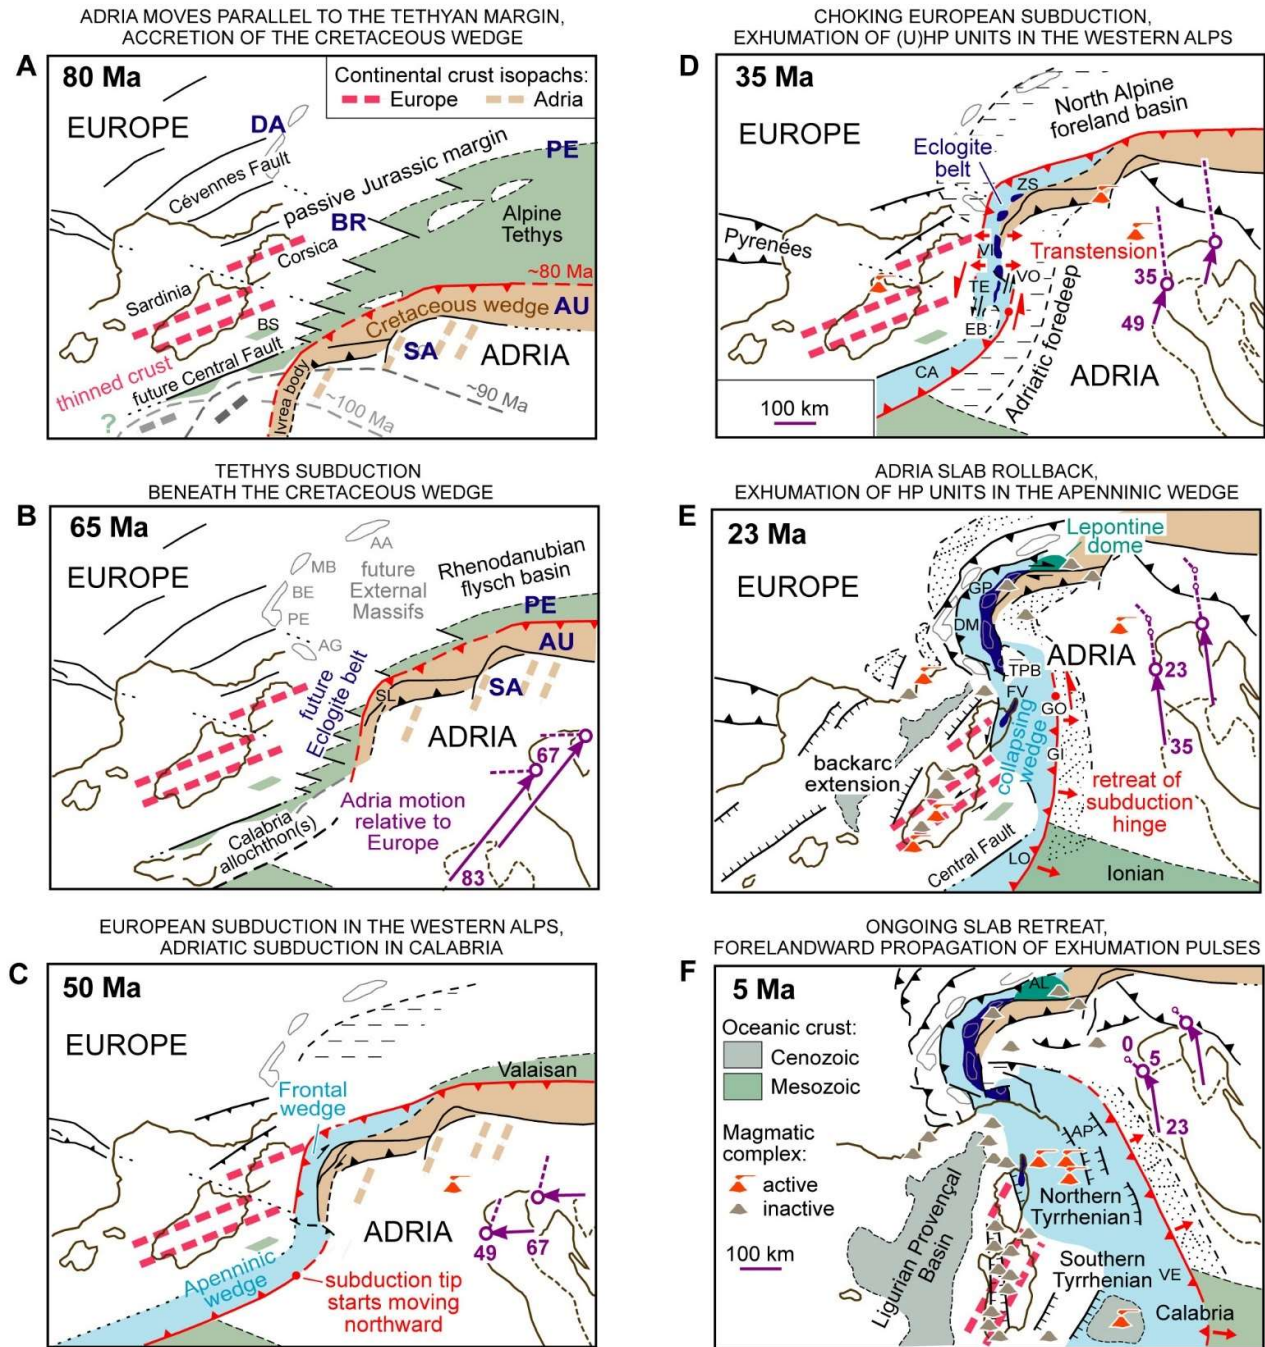 ADRIA MOVES PARALLEL TO THE TETHYAN MARGIN,
ACCRETION OF THE CRETACEOUS WEDGE
A
80 Ma
Continental crust isopachs:
Europe
Adria
EUROPE
DA
PE
Cévennes Fault
passive Jurassic margin
BR
Alpine
Tethys
Corsica
~80 Ma
Sardinia
Cretaceous wedge
AU
BS
SA
ADRIA
thinned crust
future Central Fault
Ivrea body
~90 Ma
~100 Ma
?
TETHYS SUBDUCTION
BENEATH THE CRETACEOUS WEDGE
B
65 Ma
AA
EUROPE
MB
future
External
Massifs
Rhenodanubian
flysch basin
BE
PE
PE
AG
AU
future
Eclogite belt
SL
SA
ADRIA
67
Adria motion
relative to
Europe
Calabria
allochthon(s)
83
EUROPEAN SUBDUCTION IN THE WESTERN ALPS,
ADRIATIC SUBDUCTION IN CALABRIA
C
50 Ma
EUROPE
Valaisan
Frontal
wedge
ADRIA
49
67
Apenninic
wedge
subduction tip
starts moving
northward
CHOKING EUROPEAN SUBDUCTION,
EXHUMATION OF (U)HP UNITS IN THE WESTERN ALPS
D
35 Ma
North Alpine
foreland basin
EUROPE
Eclogite
belt
ZS
Pyrenées
VI
Transtension
VO
35
TE
49
EB
Adriatic foredeep
ADRIA
CA
100 km
ADRIA SLAB ROLLBACK,
EXHUMATION OF HP UNITS IN THE APENNINIC WEDGE
E
23 Ma
Lepontine
dome
EUROPE
GP
DM
ADRIA
TPB
23
FV
GO
collapsing
wedge
35
GI
backarc
extension
retreat of
subduction
hinge
Central Fault
LO
Ionian
ONGOING SLAB RETREAT,
FORELANDWARD PROPAGATION OF EXHUMATION PULSES
F
5 Ma
AL
Oceanic crust:
Cenozoic
Mesozoic
0
5
23
Magmatic
complex:
active
inactive
AP
Northern
Tyrrhenian
100 km
Ligurian Provençal
Basin
Southern
Tyrrhenian
VE
Calabria